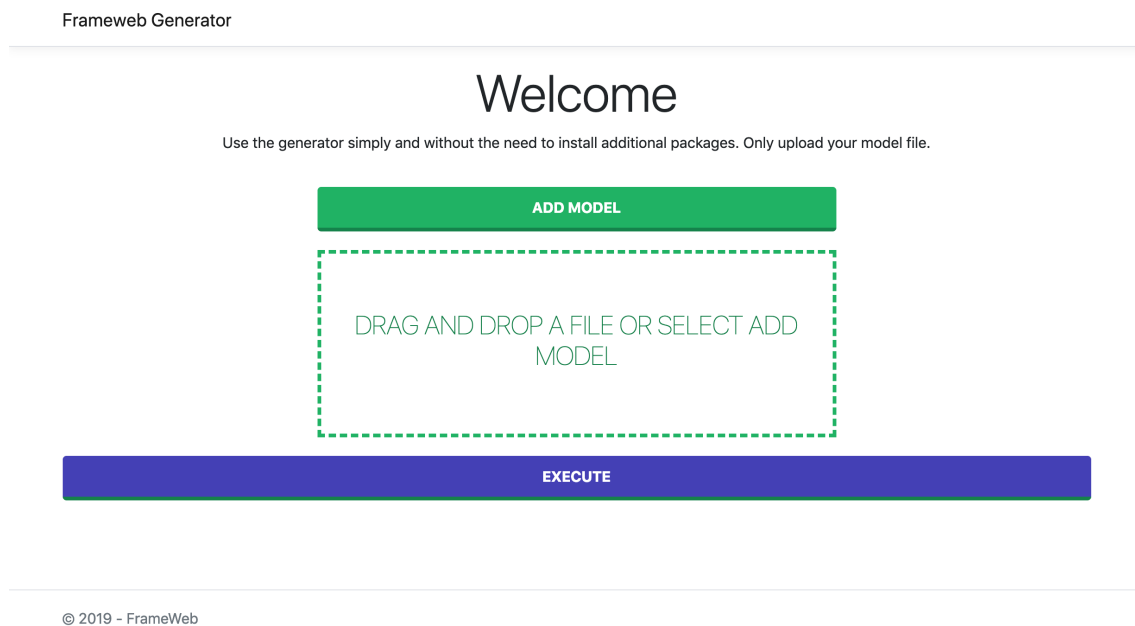 Frameweb Generator
Welcome
Use the generator simply and without the need to install additional packages. Only upload your model file.
ADD MODEL
DRAG AND DROP A FILE OR SELECT ADD
MODEL
EXECUTE
© 2019 - FrameWeb